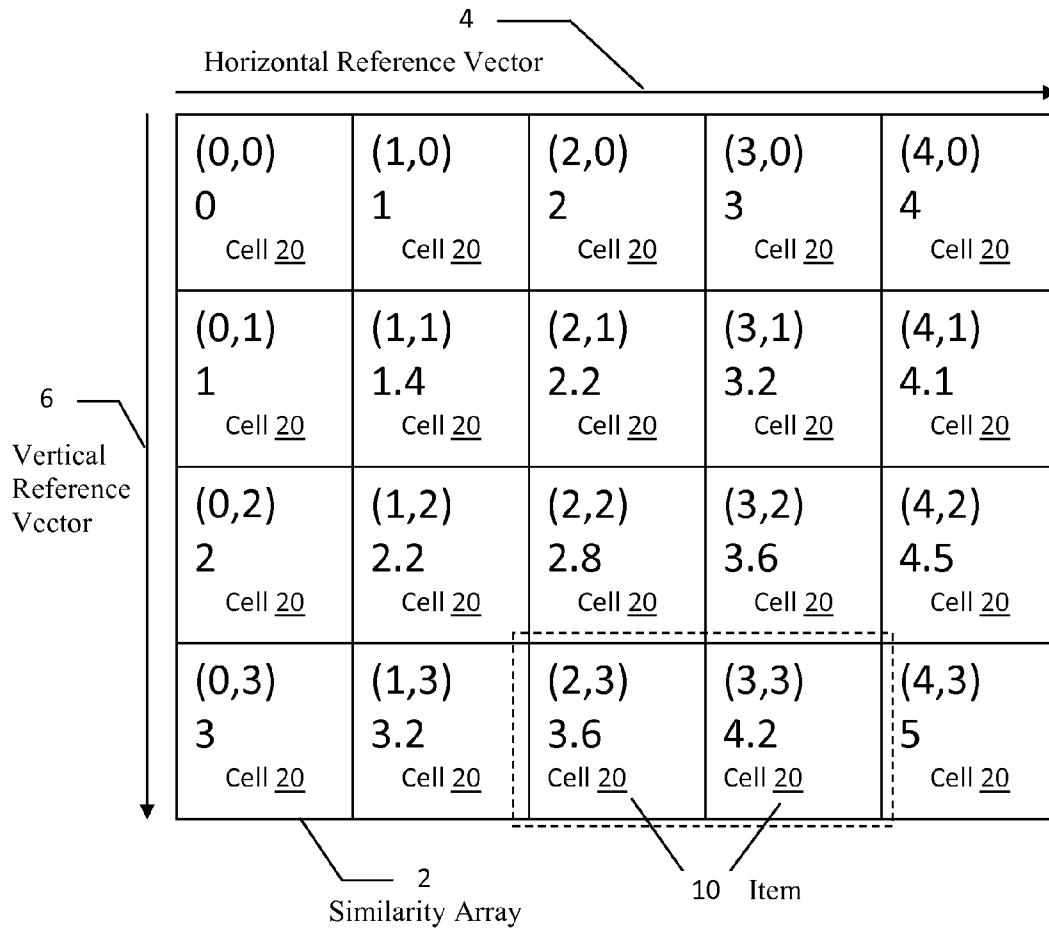 4
Horizontal Reference Vector
(0,0) (1,0) (2,0) (3,0) (4,0)
0 1 2 3 4
Cell 20 Cell 20 Cell 20 Cell 20 Cell 20
(0,1) (1,1) (2,1) (3,1) (4,1)
1 1.4 2.2 3.2 4.1
Cell 20 Cell 20 Cell 20 Cell 20 Cell 20
6
Vertical
Reference
Vector
(0,2) (1,2) (2,2) (3,2) (4,2)
2 2.2 2.8 3.6 4.5
Cell 20 Cell 20 Cell 20 Cell 20 Cell 20
(0,3) (1,3) (2,3) (3,3) (4,3)
3 3.2 3.6 4.2 5
Cell 20 Cell 20 Cell 20 Cell 20 Cell 20
2
Similarity Array
10 Item